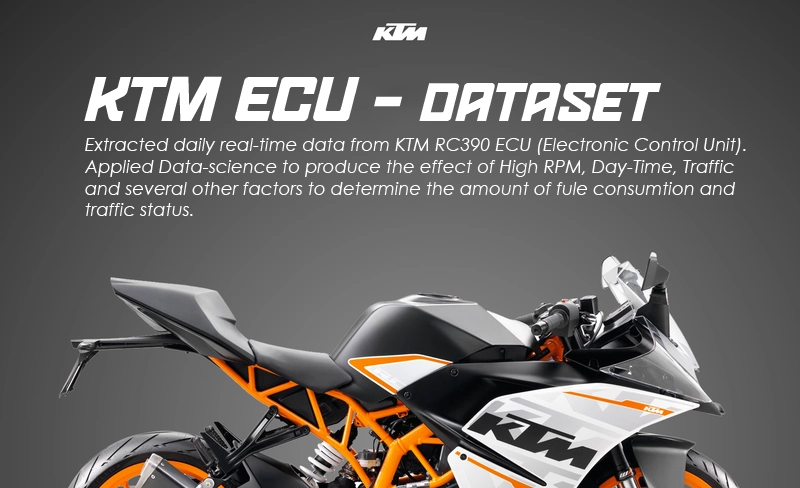 KTM
KTM ECU - DATASET
Extracted daily real-time data from KTM RC390 ECU (Electronic Control Unit).
Applied Data-science to produce the effect of High RPM, Day-Time, Traffic
and several other factors to determine the amount of fule consumtion and
traffic status.
KTM
KTM